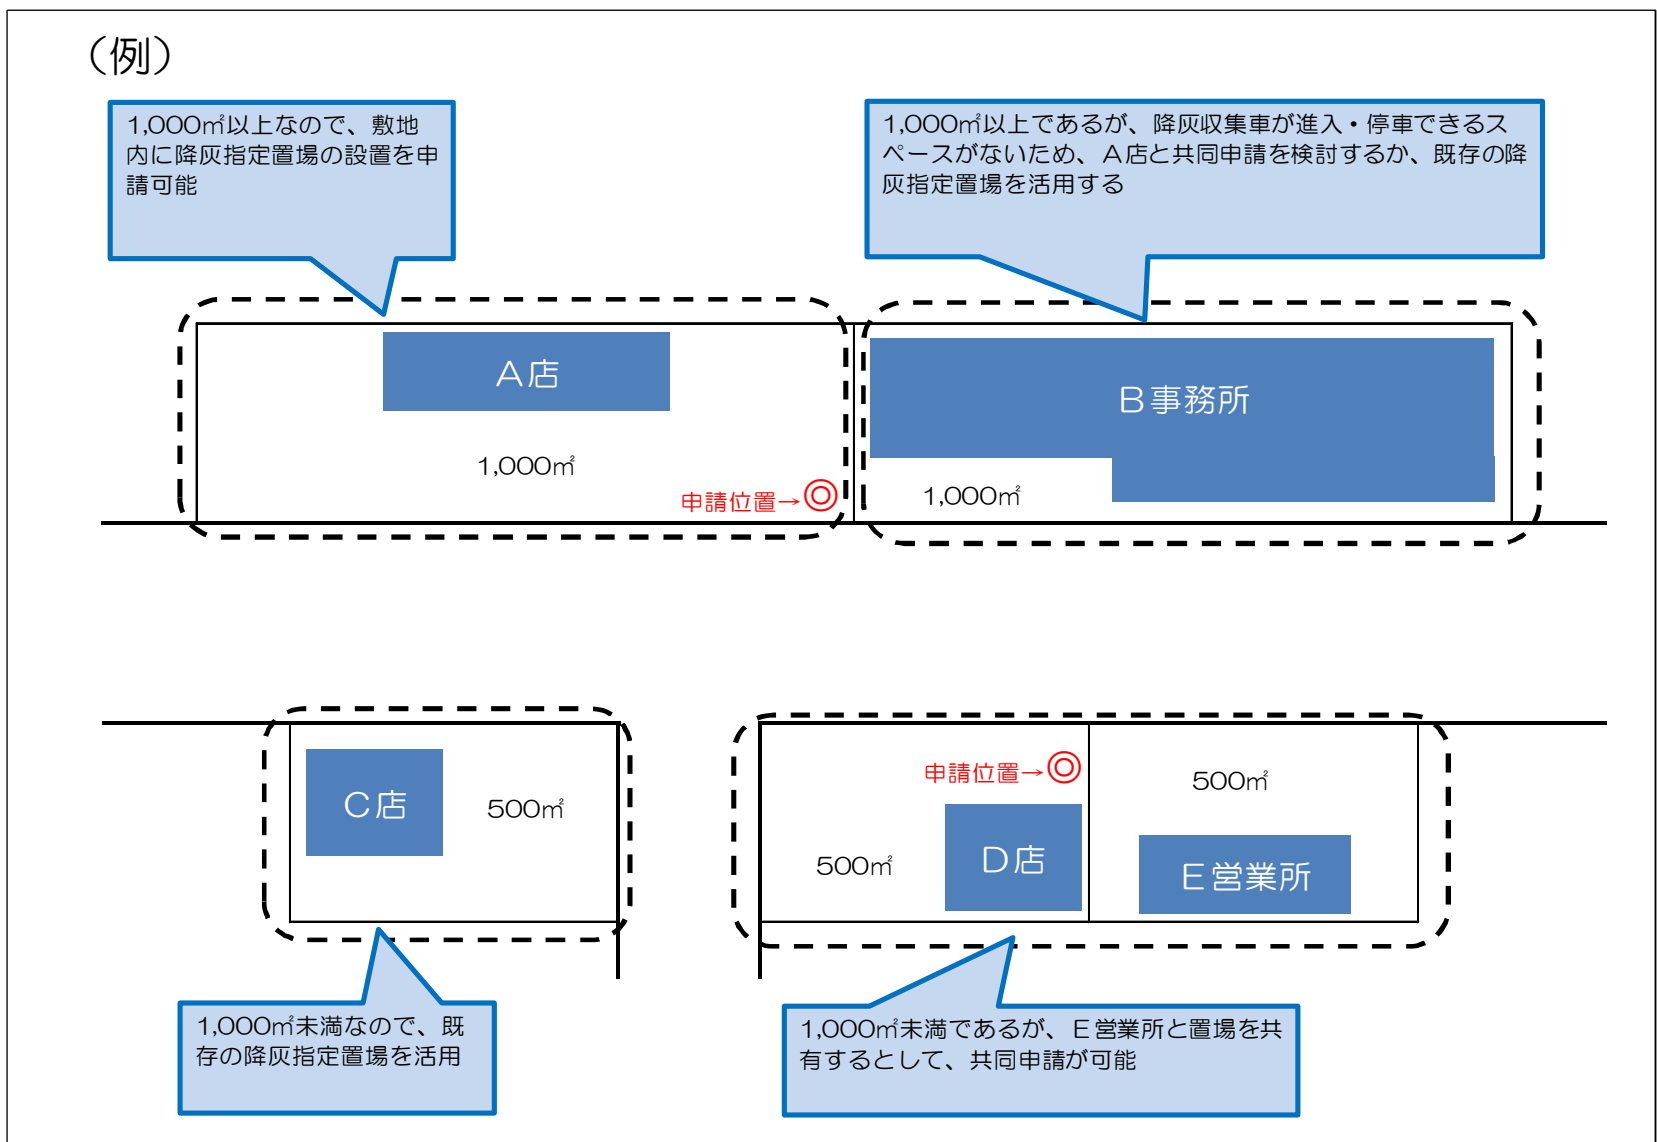 （例）
1,000㎡以上なので、敷地
内に降灰指定置場の設置を申
請可能
1,000㎡以上であるが、降灰収集車が進入・停車できるス
ペースがないため、Ａ店と共同申請を検討するか、既存の降
灰指定置場を活用する
Ａ店
1,000㎡
申請位置→◎
Ｂ事務所
1,000㎡
Ｃ店
500㎡
申請位置→◎
500㎡
Ｄ店
500㎡
Ｅ営業所
1,000㎡未満なので、既
存の降灰指定置場を活用
1,000㎡未満であるが、Ｅ営業所と置場を共
有するとして、共同申請が可能